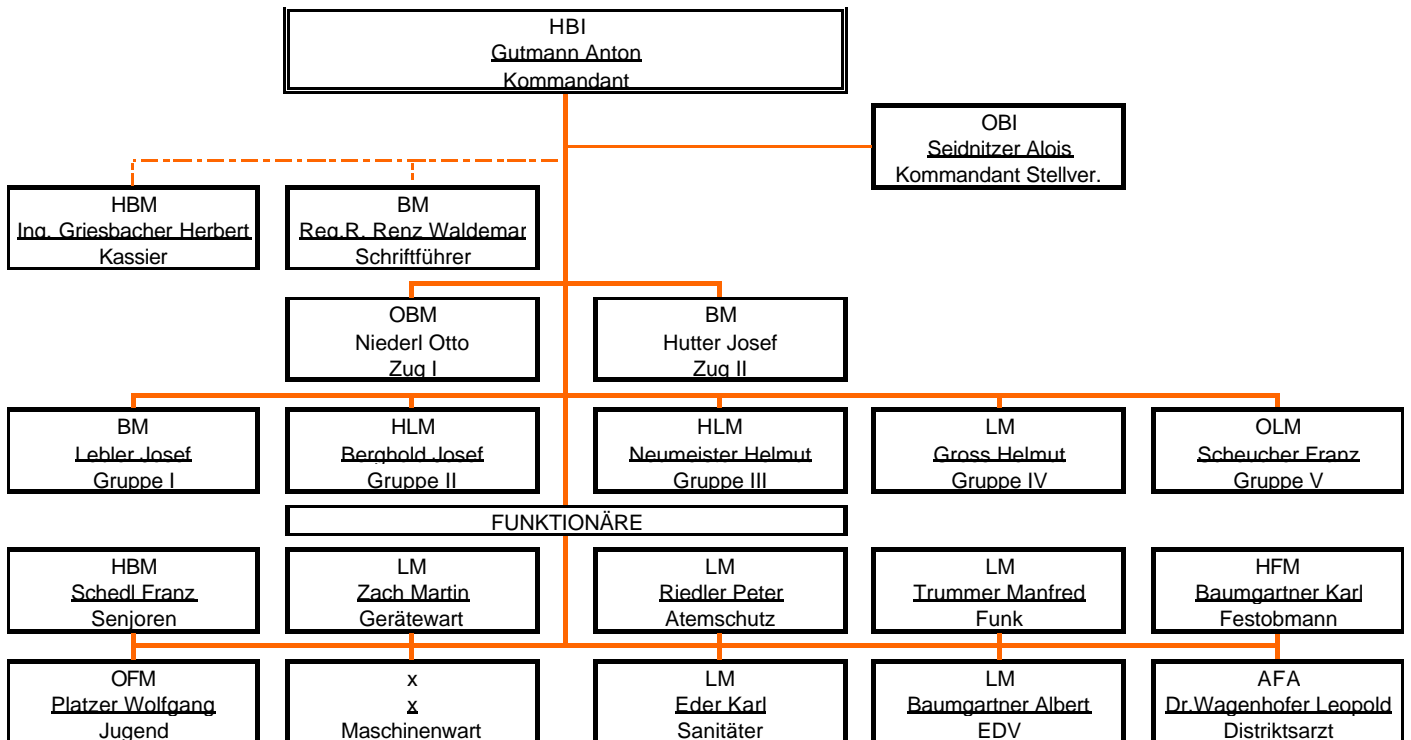 HBI
Gutmann Anton
Kommandant
OBI
Seidnitzer Alois
Kommandant Stellver.
HBM
Ing. Griesbacher Herbert
Kassier
BM
Reg.R. Renz Waldemar
Schriftführer
OBM
Niederl Otto
Zug I
BM
Hutter Josef
Zug II
BM
Lebler Josef
Gruppe I
HLM
Berghold Josef
Gruppe II
HLM
Neumeister Helmut
Gruppe III
LM
Gross Helmut
Gruppe IV
OLM
Scheucher Franz
Gruppe V
FUNKTIONÄRE
HBM
Schedl Franz
Senjoren
LM
Zach Martin
Gerätewart
LM
Riedler Peter
Atemschutz
LM
Trummer Manfred
Funk
HFM
Baumgartner Karl
Festobmann
OFM
Platzer Wolfgang
Jugend
x
x
Maschinenwart
LM
Eder Karl
Sanitäter
LM
Baumgartner Albert
EDV
AFA
Dr.Wagenhofer Leopold
Distriktsarzt